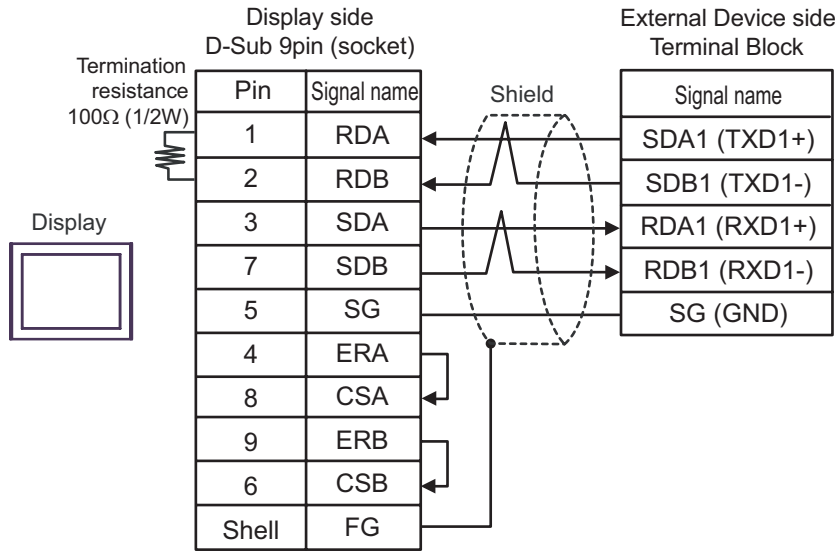 Display side
D-Sub 9pin (socket)
External Device side
Terminal Block
Termination
resistance
100Ω (1/2W)
Display
Shield
Pin Signal name
1 RDA
2 RDB
3 SDA
7 SDB
5 SG
4 ERA
8 CSA
9 ERB
6 CSB
Shell FG
Signal name
SDA1 (TXD1+)
SDB1 (TXD1-)
RDA1 (RXD1+)
RDB1 (RXD1-)
SG (GND)